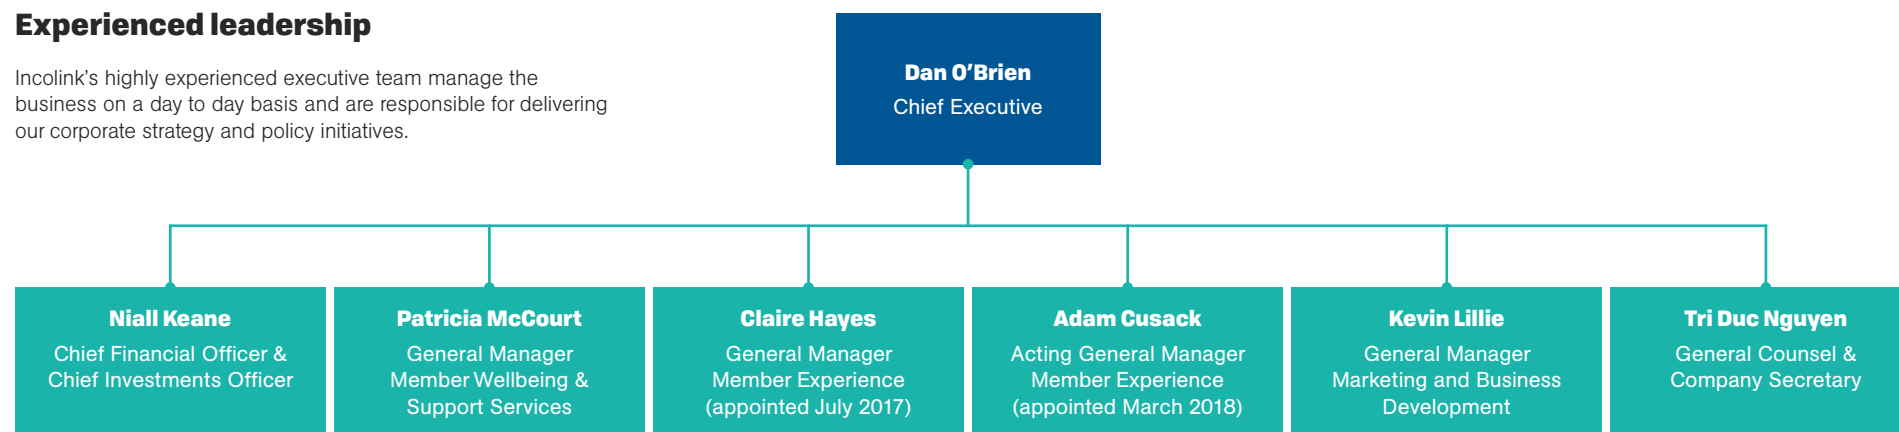 Experienced leadership
Incolink's highly experienced executive team manage the
business on a day to day basis and are responsible for delivering
our corporate strategy and policy initiatives.
Dan O'Brien
Chief Executive
Niall Keane
Chief Financial Officer &
Chief Investments Officer
Patricia McCourt
General Manager
Member Wellbeing &
Support Services
Claire Hayes
General Manager
Member Experience
(appointed July 2017)
Adam Cusack
Acting General Manager
Member Experience
(appointed March 2018)
Kevin Lillie
General Manager
Marketing and Business
Development
Tri Duc Nguyen
General Counsel &
Company Secretary